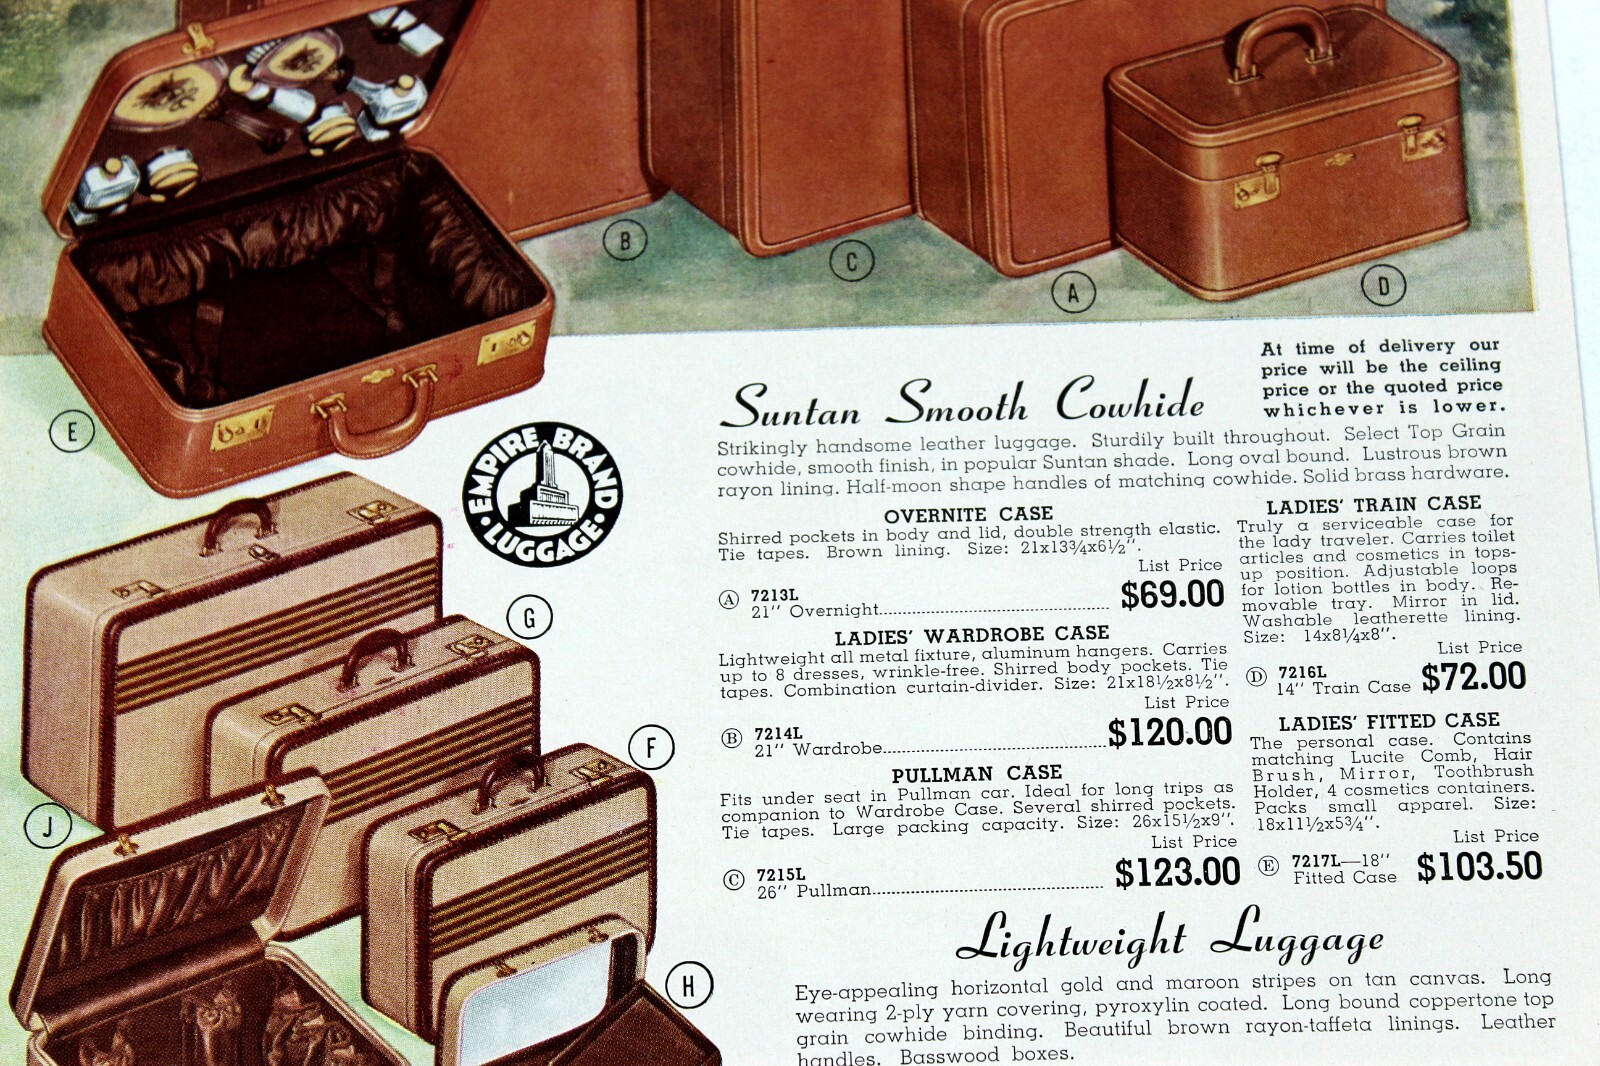 B
C
A
D
E
EMPIRE BRAND
LUGGAGE
G
F
J
H
At time of delivery our
price will be the ceiling
price or the quoted price
whichever is lower.
Suntan Smooth Cowhide
Strikingly handsome leather luggage. Sturdily built throughout. Select Top Grain
cowhide, smooth finish, in popular Suntan shade. Long oval bound. Lustrous brown
rayon lining. Half-moon shape handles of matching cowhide. Solid brass hardware.
OVERNITE CASE
Shirred pockets in body and lid, double strength elastic.
Tie tapes. Brown lining. Size: 21x13¾x6½".
List Price
Ⓐ 7213L
21" Overnight $69.00
LADIES' WARDROBE CASE
Lightweight all metal fixture, aluminum hangers. Carries
up to 8 dresses, wrinkle-free. Shirred body pockets. Tie
tapes. Combination curtain-divider. Size: 21x18½x8½".
List Price
Ⓑ 7214L
21" Wardrobe $120.00
PULLMAN CASE
Fits under seat in Pullman car. Ideal for long trips as
companion to Wardrobe Case. Several shirred pockets.
Tie tapes. Large packing capacity. Size: 26x15½x9".
List Price
Ⓒ 7215L
26" Pullman $123.00
LADIES' TRAIN CASE
Truly a serviceable case for
the lady traveler. Carries toilet
articles and cosmetics in tops-
up position. Adjustable loops
for lotion bottles in body. Re-
movable tray. Mirror in lid.
Washable leatherette lining.
Size: 14x8¼x8".
List Price
Ⓓ 7216L
14" Train Case $72.00
LADIES' FITTED CASE
The personal case. Contains
matching Lucite Comb, Hair
Brush, Mirror, Toothbrush
Holder, 4 cosmetics containers.
Packs small apparel. Size:
18x11½x5¾".
List Price
Ⓔ 7217L—18"
Fitted Case $103.50
Lightweight Luggage
Eye-appealing horizontal gold and maroon stripes on tan canvas. Long
wearing 2-ply yarn covering, pyroxylin coated. Long bound coppertone top
grain cowhide binding. Beautiful brown rayon-taffeta linings. Leather
handles. Basswood boxes.